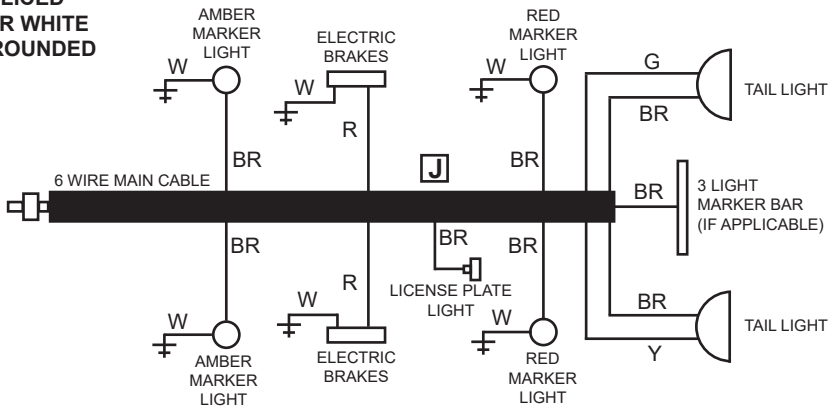 R WHITE
ROUNDED
AMBER
MARKER
LIGHT
W
ELECTRIC
BRAKES
W
RED
MARKER
LIGHT
W
G
TAIL LIGHT
BR
R
BR
J
BR
6 WIRE MAIN CABLE
BR
3 LIGHT
MARKER BAR
(IF APPLICABLE)
BR
BR
BR
R
LICENSE PLATE
LIGHT
W
W
W
BR
TAIL LIGHT
Y
AMBER
MARKER
LIGHT
ELECTRIC
BRAKES
RED
MARKER
LIGHT